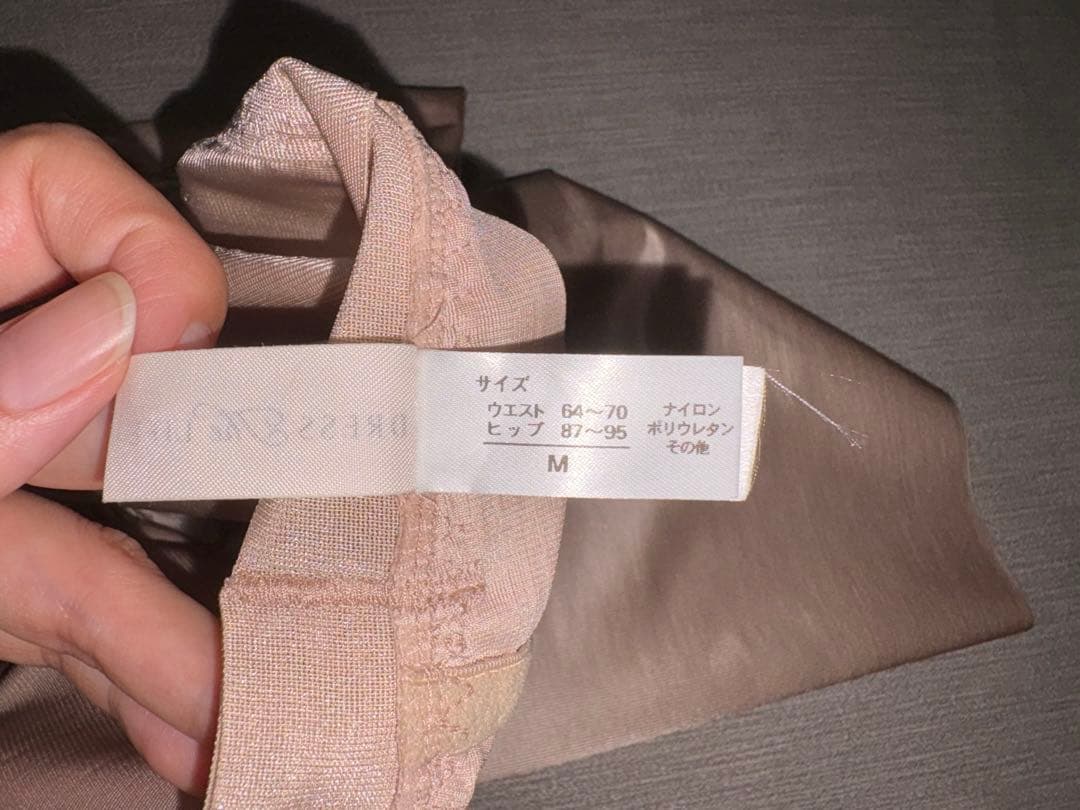 サイズ
ウエスト 64～70
ヒップ 87～95
M
ナイロン
ポリウレタン
その他